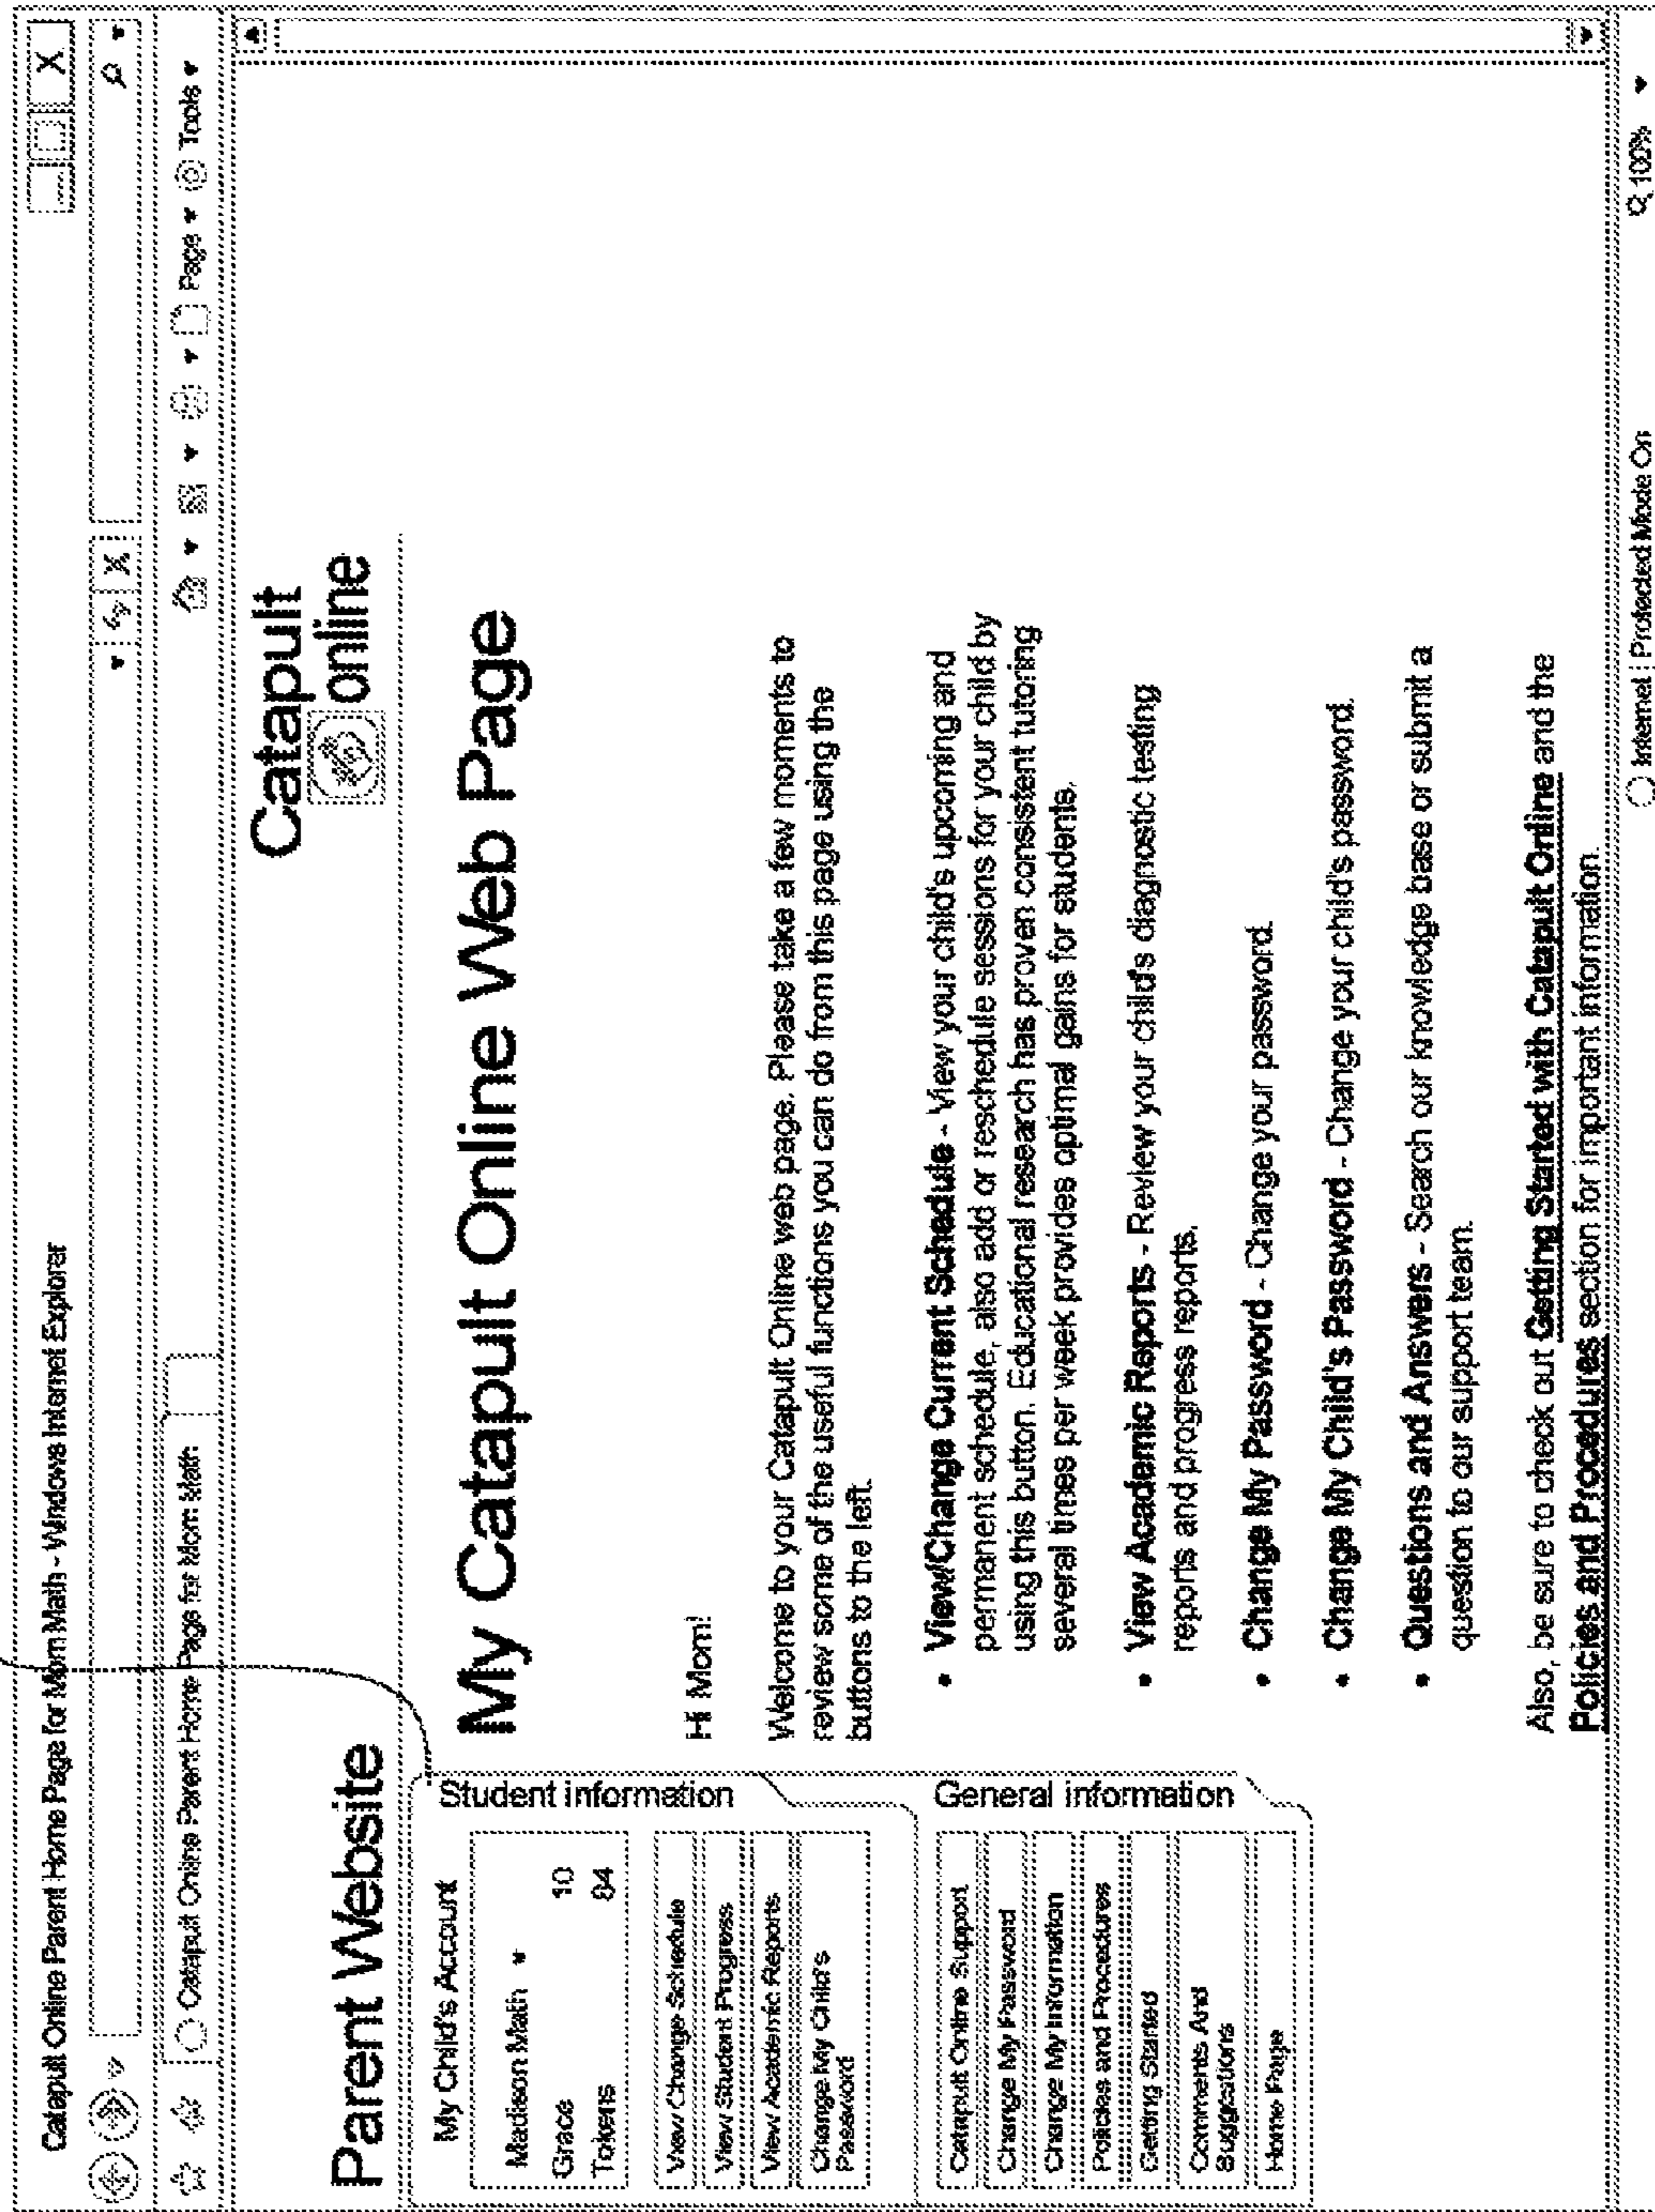 Catapult Online Parent Home Page for Mom Math - Windows Internet Explorer
X
X
Catapult Online Parent Home Page for Mom Math
Page
Tools
Parent Website
Catapult
online
My Child's Account
Madison Math
Grace 10
Tokens 84
View/Change Schedule
View Student Progress
View Academic Reports
Change My Child's
Password
Student information
Catapult Online Support
Change My Password
Change My Information
Policies and Procedures
Getting Started
Comments And
Suggestions
Home Page
General information
My Catapult Online Web Page
Hi Mom!
Welcome to your Catapult Online web page. Please take a few moments to
review some of the useful functions you can do from this page using the
buttons to the left.
• View/Change Current Schedule - View your child's upcoming and
permanent schedule, also add or reschedule sessions for your child by
using this button. Educational research has proven consistent tutoring
several times per week provides optimal gains for students.
• View Academic Reports - Review your child's diagnostic testing
reports and progress reports.
• Change My Password - Change your password.
• Change My Child's Password - Change your child's password.
• Questions and Answers - Search our knowledge base or submit a
question to our support team.
Also, be sure to check out Getting Started with Catapult Online and the
Policies and Procedures section for important information.
Internet | Protected Mode On
100%